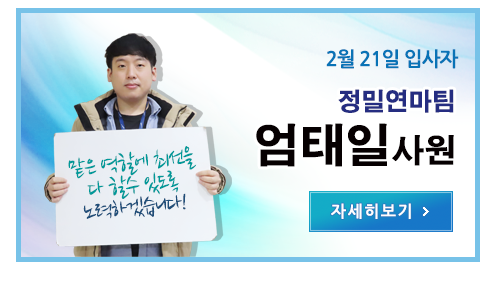 2월 21일 입사자
정밀연마팀
엄태일사원
맡은 역할에 최선을
다 할수 있도록
노력하겠습니다!
자세히보기 >